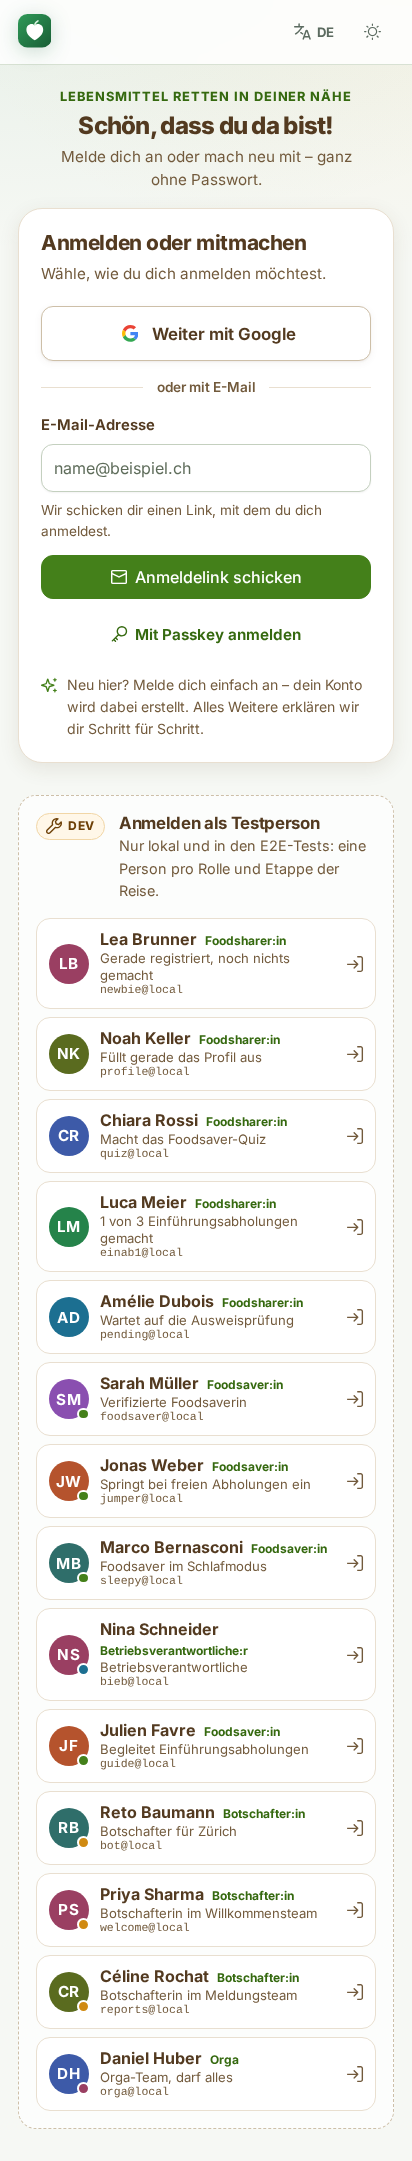 DE
LEBENSMITTEL RETTEN IN DEINER NÄHE
Schön, dass du da bist!
Melde dich an oder mach neu mit – ganz
ohne Passwort.
Anmelden oder mitmachen
Wähle, wie du dich anmelden möchtest.
Weiter mit Google
oder mit E-Mail
E-Mail-Adresse
name@beispiel.ch
Wir schicken dir einen Link, mit dem du dich
anmeldest.
Anmeldelink schicken
Mit Passkey anmelden
Neu hier? Melde dich einfach an – dein Konto
wird dabei erstellt. Alles Weitere erklären wir
dir Schritt für Schritt.
DEV
Anmelden als Testperson
Nur lokal und in den E2E-Tests: eine
Person pro Rolle und Etappe der
Reise.
LB
Lea Brunner Foodsharer:in
Gerade registriert, noch nichts
gemacht
newbie@local
NK
Noah Keller Foodsharer:in
Füllt gerade das Profil aus
profile@local
CR
Chiara Rossi Foodsharer:in
Macht das Foodsaver-Quiz
quiz@local
LM
Luca Meier Foodsharer:in
1 von 3 Einführungsabholungen
gemacht
einab1@local
AD
Amélie Dubois Foodsharer:in
Wartet auf die Ausweisprüfung
pending@local
SM
Sarah Müller Foodsaver:in
Verifizierte Foodsaverin
foodsaver@local
JW
Jonas Weber Foodsaver:in
Springt bei freien Abholungen ein
jumper@local
MB
Marco Bernasconi Foodsaver:in
Foodsaver im Schlafmodus
sleepy@local
NS
Nina Schneider
Betriebsverantwortliche:r
Betriebsverantwortliche
bieb@local
JF
Julien Favre Foodsaver:in
Begleitet Einführungsabholungen
guide@local
RB
Reto Baumann Botschafter:in
Botschafter für Zürich
bot@local
PS
Priya Sharma Botschafter:in
Botschafterin im Willkommensteam
welcome@local
CR
Céline Rochat Botschafter:in
Botschafterin im Meldungsteam
reports@local
DH
Daniel Huber Orga
Orga-Team, darf alles
orga@local